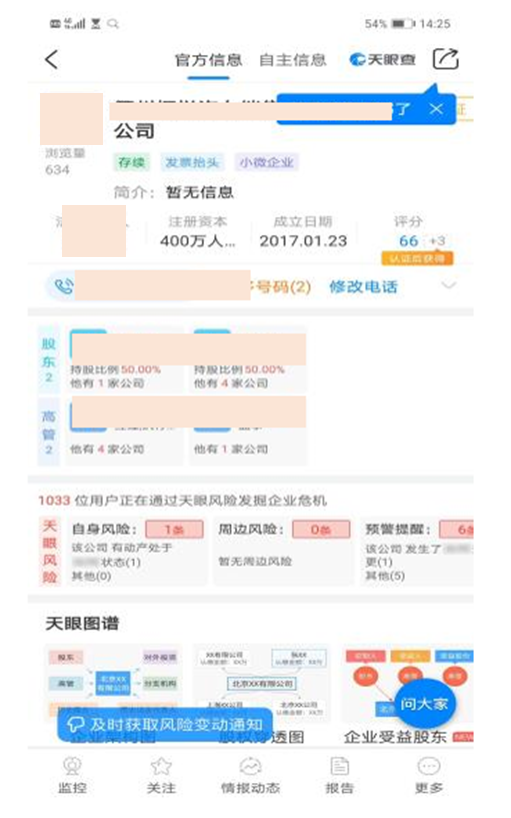 54% 14:25
官方信息 自主信息 天眼查
了 ×
公司
浏览量
634
存续 发票抬头 小微企业
简介： 暂无信息
注册资本 成立日期 评分
400万人... 2017.01.23 66 +3
认证后获得
号码(2) 修改电话
股东2
持股比例50.00% 持股比例50.00%
他有1家公司 他有4家公司
高管2
他有4家公司 他有1家公司
1033 位用户正在通过天眼风险发掘企业危机
天眼风险
自身风险： 1条 周边风险： 0条 预警提醒： 6条
该公司 有动产处于 暂无周边风险 该公司 发生了
状态(1) 更(1)
其他(0) 其他(5)
天眼图谱
股东 对外投资 XX有限公司
高管 北京XX有限公司 分支机构 北京XX有限公司
问大家
及时获取风险变动通知
企业架构图 股权穿透图 企业受益股东 NEW
监控 关注 情报动态 报告 更多